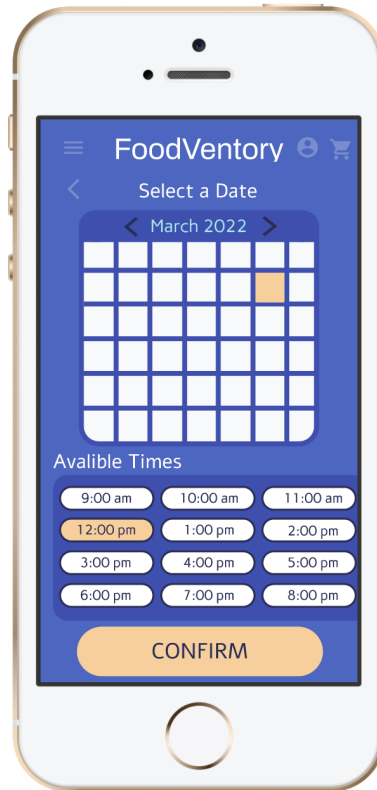 FoodVentory
Select a Date
March 2022
Avalible Times
9:00 am 10:00 am 11:00 am
12:00 pm 1:00 pm 2:00 pm
3:00 pm 4:00 pm 5:00 pm
6:00 pm 7:00 pm 8:00 pm
CONFIRM